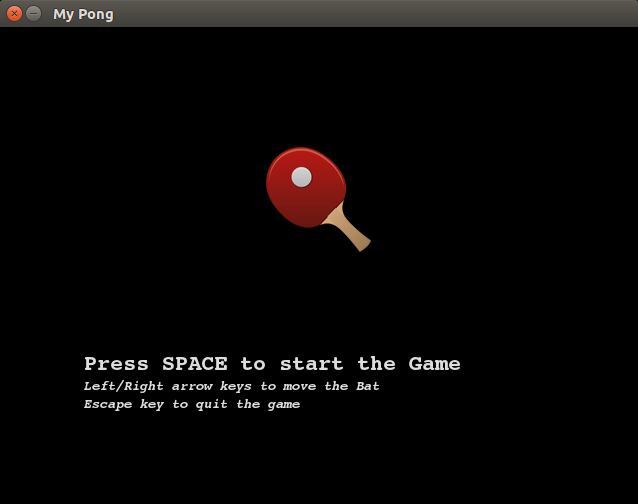 My Pong
Press SPACE to start the Game
Left/Right arrow keys to move the Bat
Escape key to quit the game